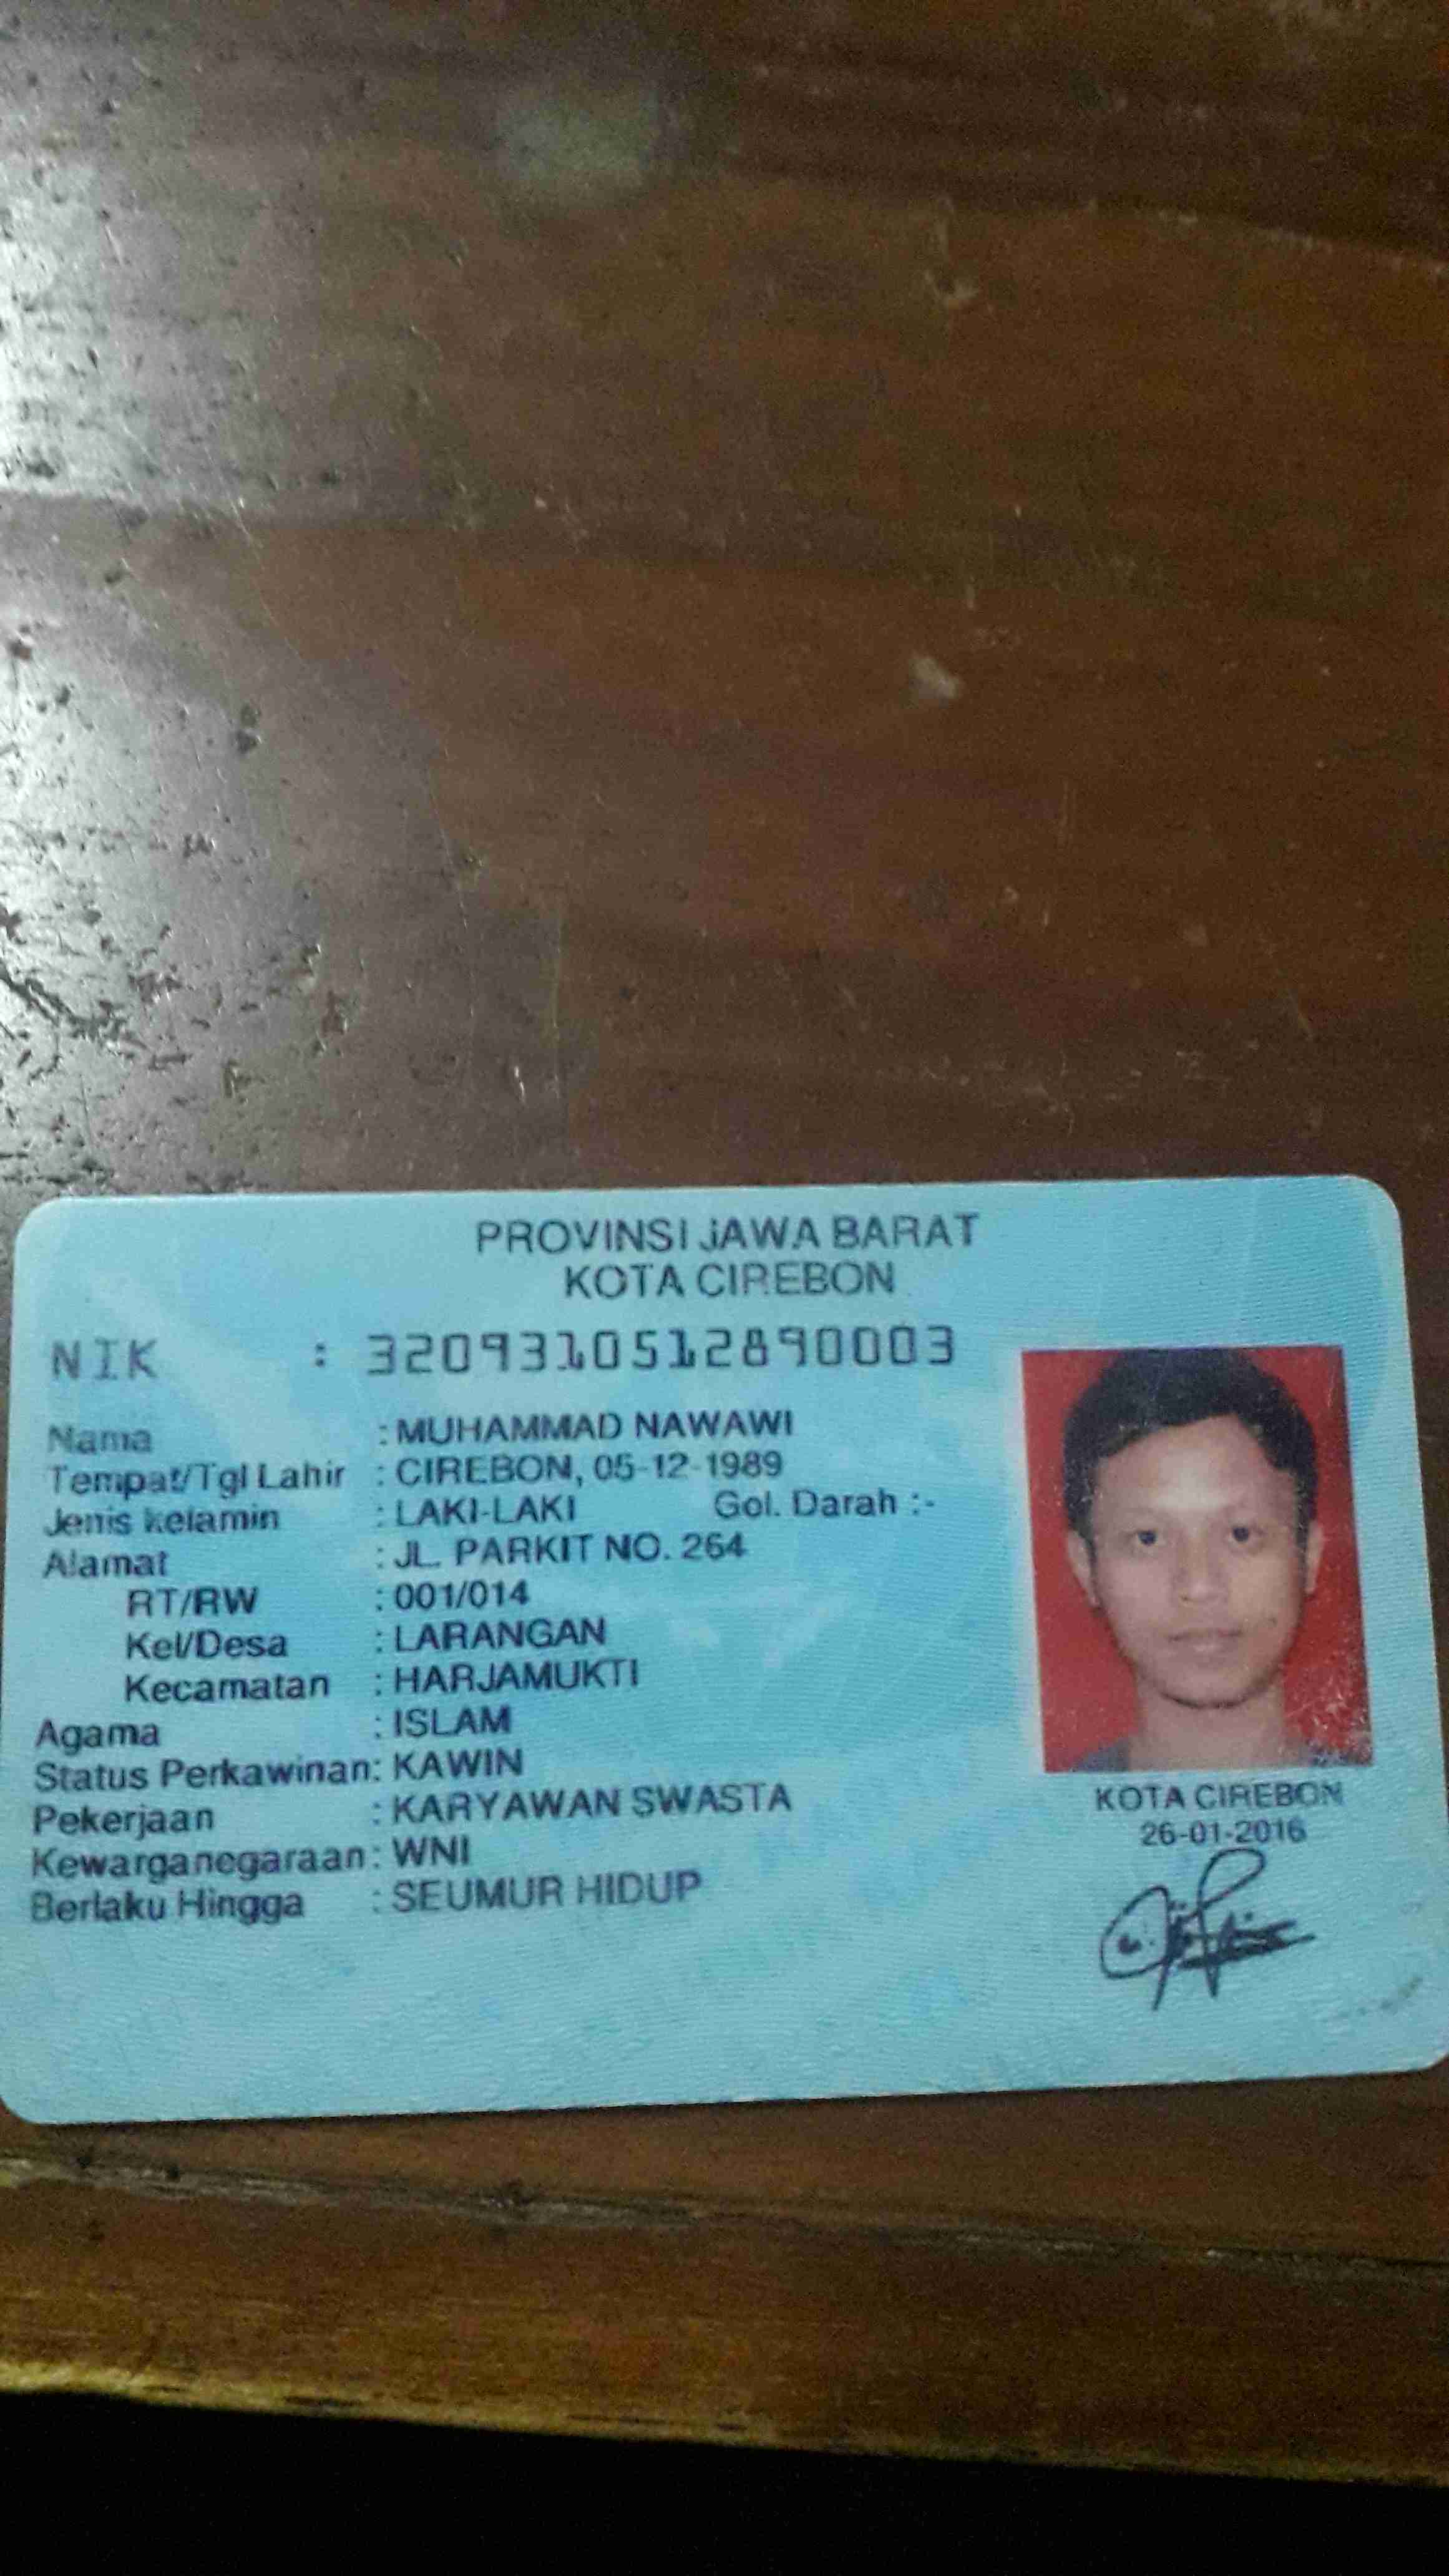 PROVINSI JAWA BARAT
KOTA CIREBON
NIK : 3209310512890003
Nama : MUHAMMAD NAWAWI
Tempat/Tgl Lahir : CIREBON, 05-12-1989
Jenis kelamin : LAKI-LAKI Gol. Darah :-
Alamat : JL. PARKIT NO. 264
RT/RW : 001/014
Kel/Desa : LARANGAN
Kecamatan : HARJAMUKTI
Agama : ISLAM
Status Perkawinan: KAWIN
Pekerjaan : KARYAWAN SWASTA
Kewarganegaraan: WNI
Berlaku Hingga : SEUMUR HIDUP
KOTA CIREBON
26-01-2016